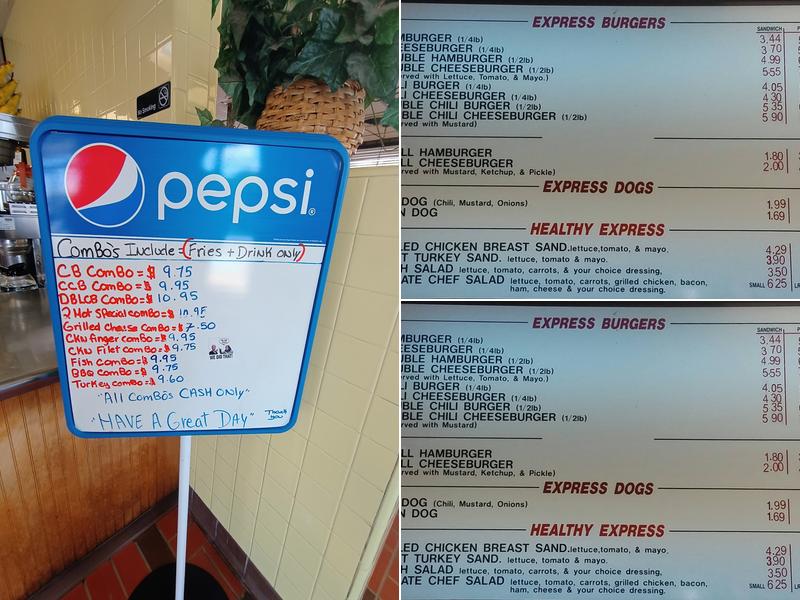 No Smoking
pepsi
ComBo's Include = (Fries + Drink ONLY)
CB ComBo = $ 9.75
CCB ComBo = $ 9.95
DBLCB ComBo = $ 10.95
2 Hot Special comBo = $
Grilled Cheese ComBo = $ 7.50
CKN Finger ComBo = $ 9.95
CKN Filet ComBo = $ 9.75
Fish ComBo = $ 9.95
BBQ ComBo = $ 9.75
Turkey comBo = $ 9.60
WE DID THAT!
"All ComBo's CASH ONLY"
"HAVE A Great DAY" Thank you
EXPRESS BURGERS
SANDWICH
MBURGER (1/4lb) 3.44
EESEBURGER (1/4lb) 3.70
UBLE HAMBURGER (1/2lb) 4.99
UBLE CHEESEBURGER (1/2lb) 5.55
rved with Lettuce, Tomato, & Mayo.)
LI BURGER (1/4lb) 4.05
LI CHEESEBURGER (1/4lb) 4.30
BLE CHILI BURGER (1/2lb) 5.35
BLE CHILI CHEESEBURGER (1/2lb) 5.90
rved with Mustard)
LL HAMBURGER 1.80
LL CHEESEBURGER 2.00
rved with Mustard, Ketchup, & Pickle)
EXPRESS DOGS
DOG (Chili, Mustard, Onions) 1.99
N DOG 1.69
HEALTHY EXPRESS
LED CHICKEN BREAST SAND. lettuce, tomato, & mayo. 4.29
T TURKEY SAND. lettuce, tomato & mayo. 3.90
H SALAD lettuce, tomato, carrots, & your choice dressing, 3.50
ATE CHEF SALAD lettuce, tomato, carrots, grilled chicken, bacon, SMALL 6.25
ham, cheese & your choice dressing.
EXPRESS BURGERS
SANDWICH
MBURGER (1/4lb) 3.44
EESEBURGER (1/4lb) 3.70
UBLE HAMBURGER (1/2lb) 4.99
UBLE CHEESEBURGER (1/2lb) 5.55
rved with Lettuce, Tomato, & Mayo.)
LI BURGER (1/4lb) 4.05
LI CHEESEBURGER (1/4lb) 4.30
BLE CHILI BURGER (1/2lb) 5.35
BLE CHILI CHEESEBURGER (1/2lb) 5.90
rved with Mustard)
LL HAMBURGER 1.80
LL CHEESEBURGER 2.00
rved with Mustard, Ketchup, & Pickle)
EXPRESS DOGS
DOG (Chili, Mustard, Onions) 1.99
N DOG 1.69
HEALTHY EXPRESS
LED CHICKEN BREAST SAND. lettuce, tomato, & mayo. 4.29
T TURKEY SAND. lettuce, tomato & mayo. 3.90
H SALAD lettuce, tomato, carrots, & your choice dressing, 3.50
ATE CHEF SALAD lettuce, tomato, carrots, grilled chicken, bacon, SMALL 6.25
ham, cheese & your choice dressing.